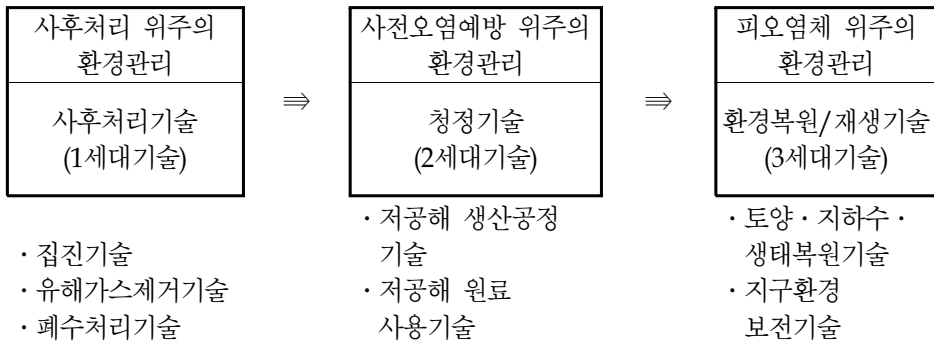 사후처리 위주의
환경관리
사후처리기술
(1세대기술)
· 집진기술
· 유해가스제거기술
· 폐수처리기술
⇛
사전오염예방 위주의
환경관리
청정기술
(2세대기술)
· 저공해 생산공정
기술
· 저공해 원료
사용기술
⇛
피오염체 위주의
환경관리
환경복원/재생기술
(3세대기술)
· 토양 · 지하수 ·
생태복원기술
· 지구환경
보전기술